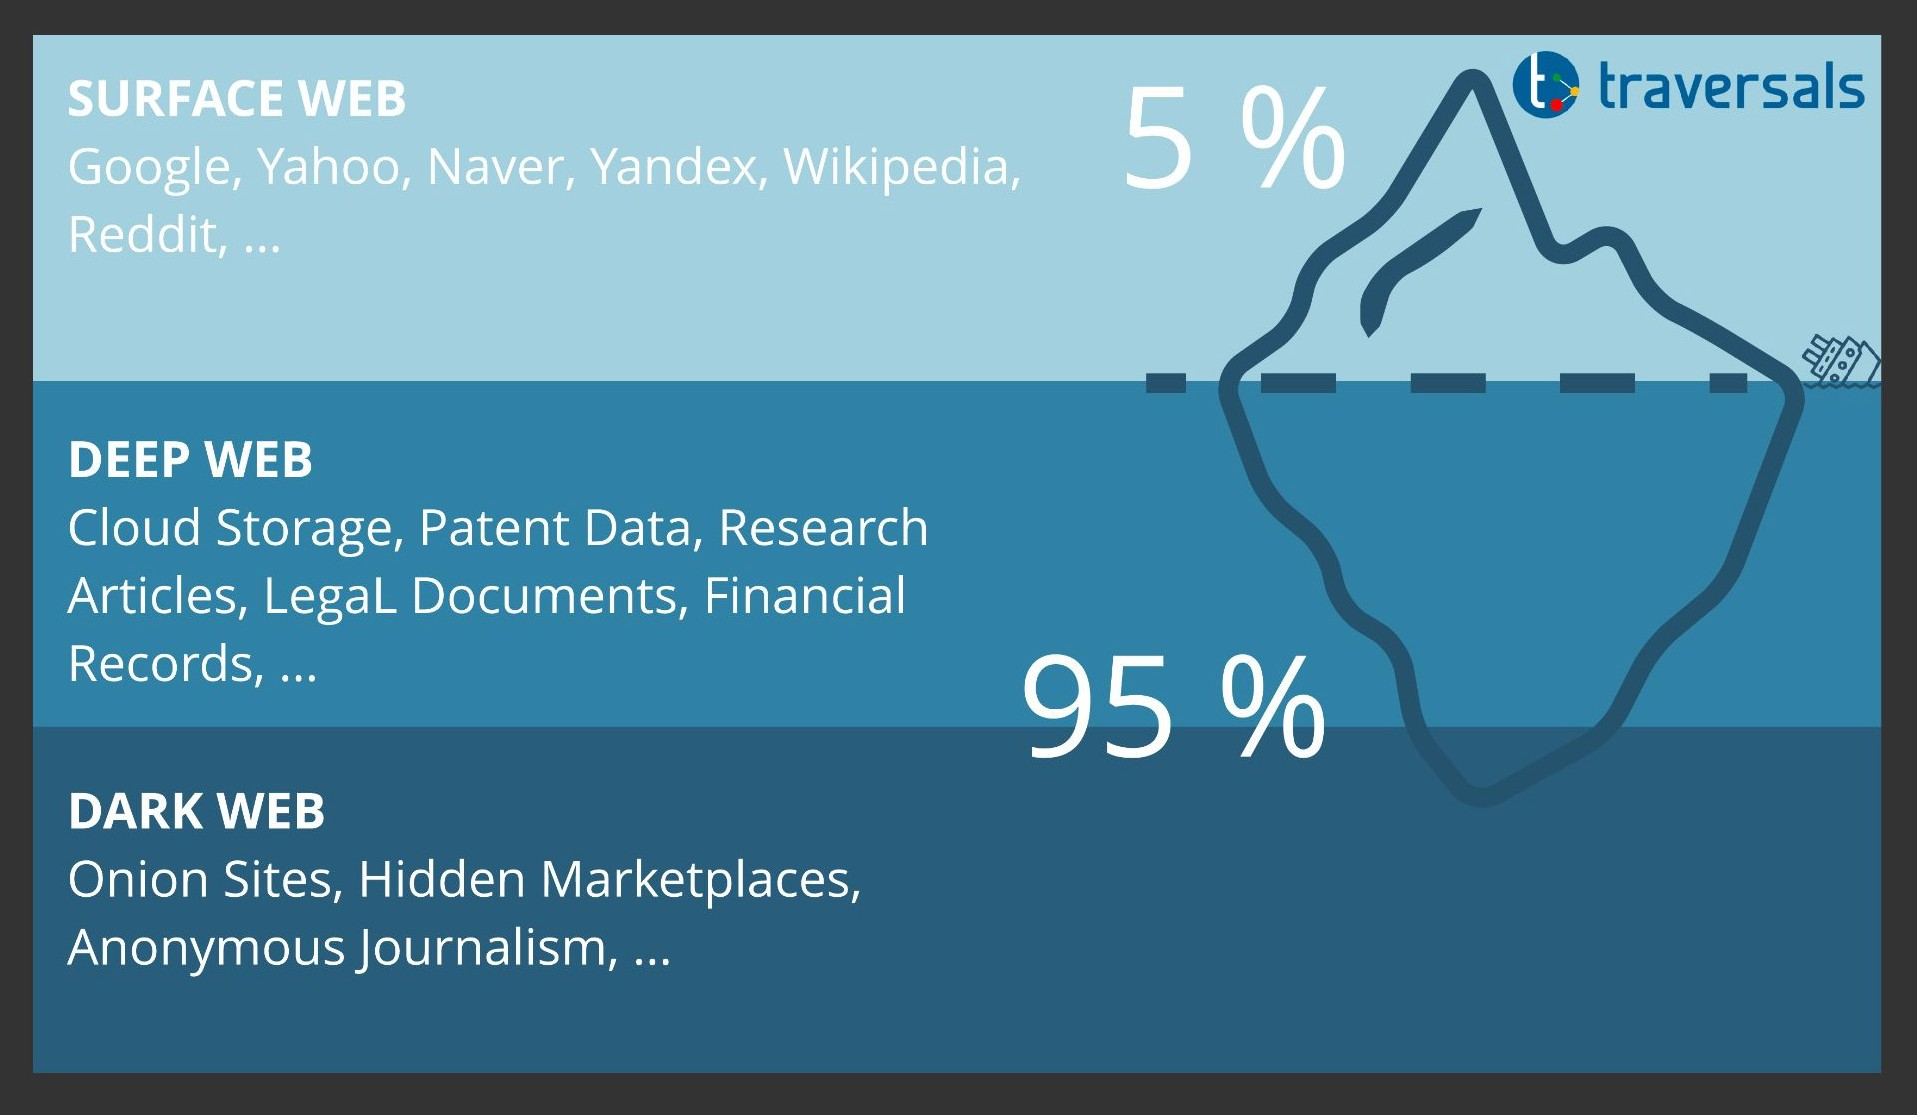 SURFACE WEB
Google, Yahoo, Naver, Yandex, Wikipedia,
Reddit, ...
5 %
t traversals
DEEP WEB
Cloud Storage, Patent Data, Research
Articles, LegaL Documents, Financial
Records, ...
95 %
DARK WEB
Onion Sites, Hidden Marketplaces,
Anonymous Journalism, ...